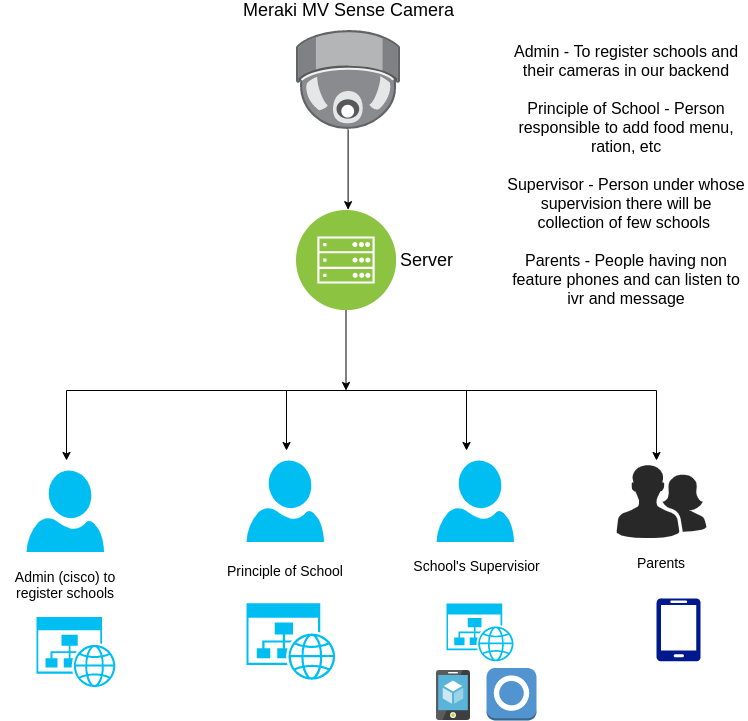 Meraki MV Sense Camera
Admin - To register schools and
their cameras in our backend
Principle of School - Person
responsible to add food menu,
ration, etc
Supervisor - Person under whose
supervision there will be
collection of few schools
Parents - People having non
feature phones and can listen to
ivr and message
Server
Admin (cisco) to
register schools
Principle of School
School's Supervisior
Parents